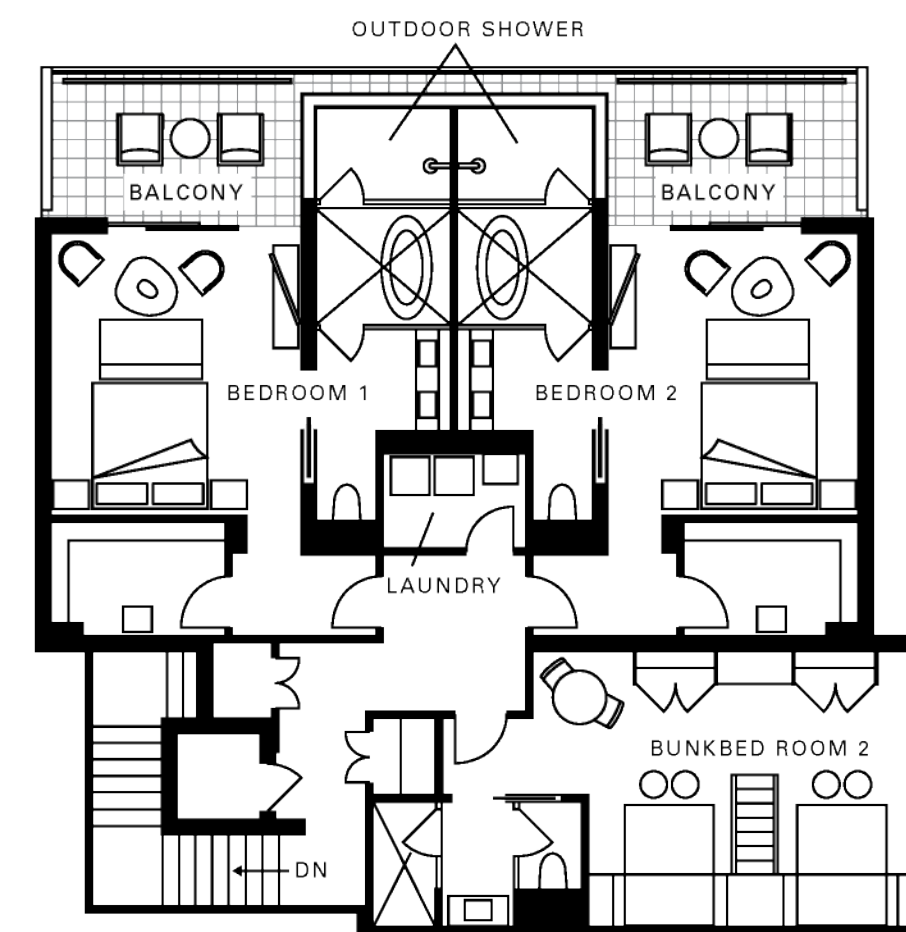 OUTDOOR SHOWER
BALCONY
BALCONY
BEDROOM 1
BEDROOM 2
LAUNDRY
BUNKBED ROOM 2
DN